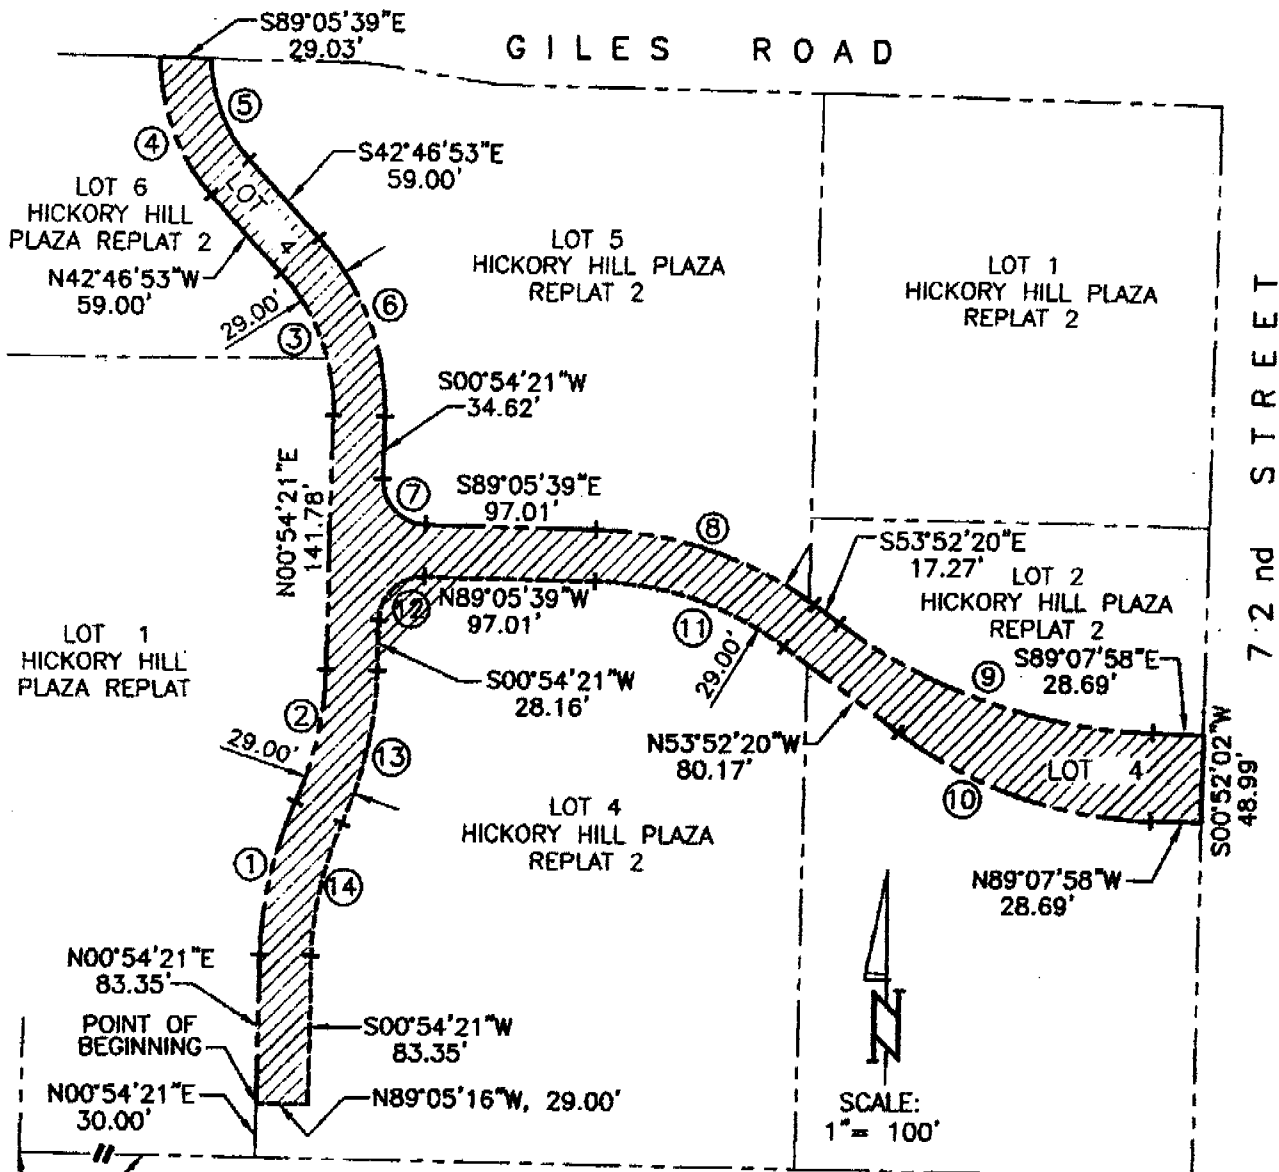 S89°05'39"E
29.03'
GILES ROAD
5
4
S42°46'53"E
59.00'
LOT 6
HICKORY HILL
PLAZA REPLAT 2
LOT
4
N42°46'53"W
59.00'
LOT 5
HICKORY HILL PLAZA
REPLAT 2
LOT 1
HICKORY HILL PLAZA
REPLAT 2
72nd STREET
29.00'
6
3
S00°54'21"W
34.62'
N00°54'21"E
141.78'
7
S89°05'39"E
97.01'
8
S53°52'20"E
17.27'
LOT 2
HICKORY HILL PLAZA
REPLAT 2
12
N89°05'39"W
97.01'
11
29.00'
LOT 1
HICKORY HILL
PLAZA REPLAT
S00°54'21"W
28.16'
9
S89°07'58"E
28.69'
2
29.00'
13
N53°52'20"W
80.17'
LOT 4
10
S00°52'02"W
48.99'
LOT 4
HICKORY HILL PLAZA
REPLAT 2
1
14
N89°07'58"W
28.69'
N00°54'21"E
83.35'
POINT OF
BEGINNING
S00°54'21"W
83.35'
N
N00°54'21"E
30.00'
N89°05'16"W, 29.00'
SCALE:
1"= 100'